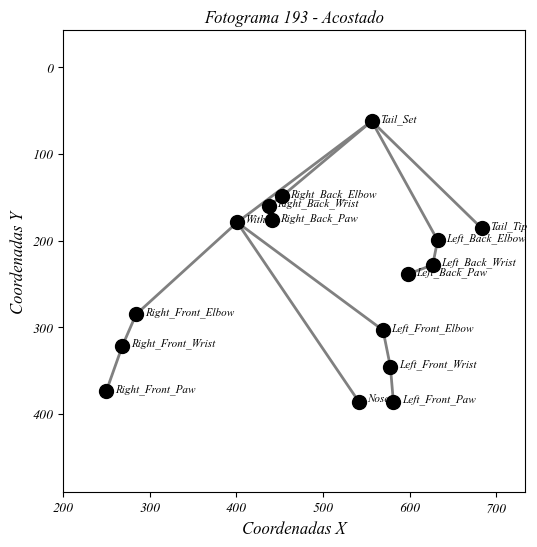 Fotograma 193 - Acostado
0
100
200
300
400
Coordenadas Y
Tail_Set
Right_Back_Elbow
Right_Back_Wrist
Right_Back_Paw
Tail_Tip
Left_Back_Elbow
Left_Back_Wrist
Left_Back_Paw
Right_Front_Elbow
Left_Front_Elbow
Right_Front_Wrist
Left_Front_Wrist
Right_Front_Paw
Nose
Left_Front_Paw
200 300 400 500 600 700
Coordenadas X